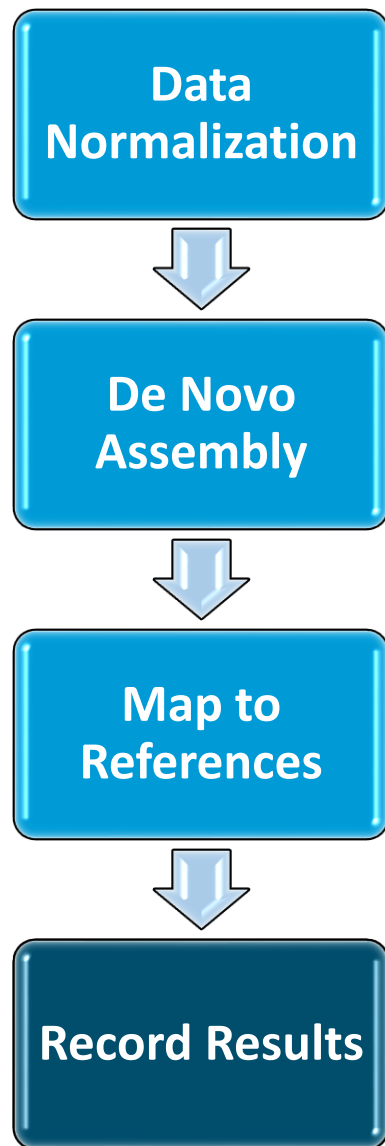 Data
Normalization
De Novo
Assembly
Map to
References
Record Results